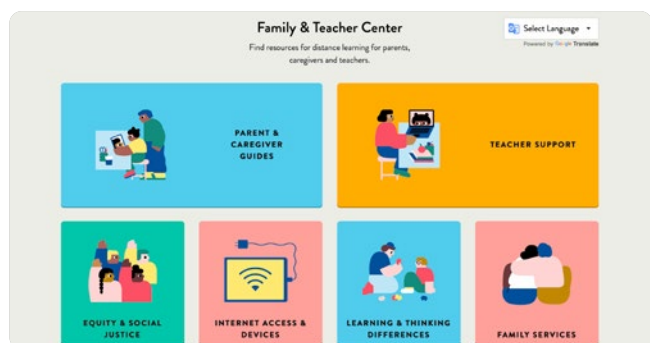 Family & Teacher Center
Select Language
Powered by Google Translate
Find resources for distance learning for parents,
caregivers and teachers.
PARENT &
CAREGIVER
GUIDES
TEACHER SUPPORT
EQUITY & SOCIAL
JUSTICE
INTERNET ACCESS &
DEVICES
LEARNING & THINKING
DIFFERENCES
FAMILY SERVICES